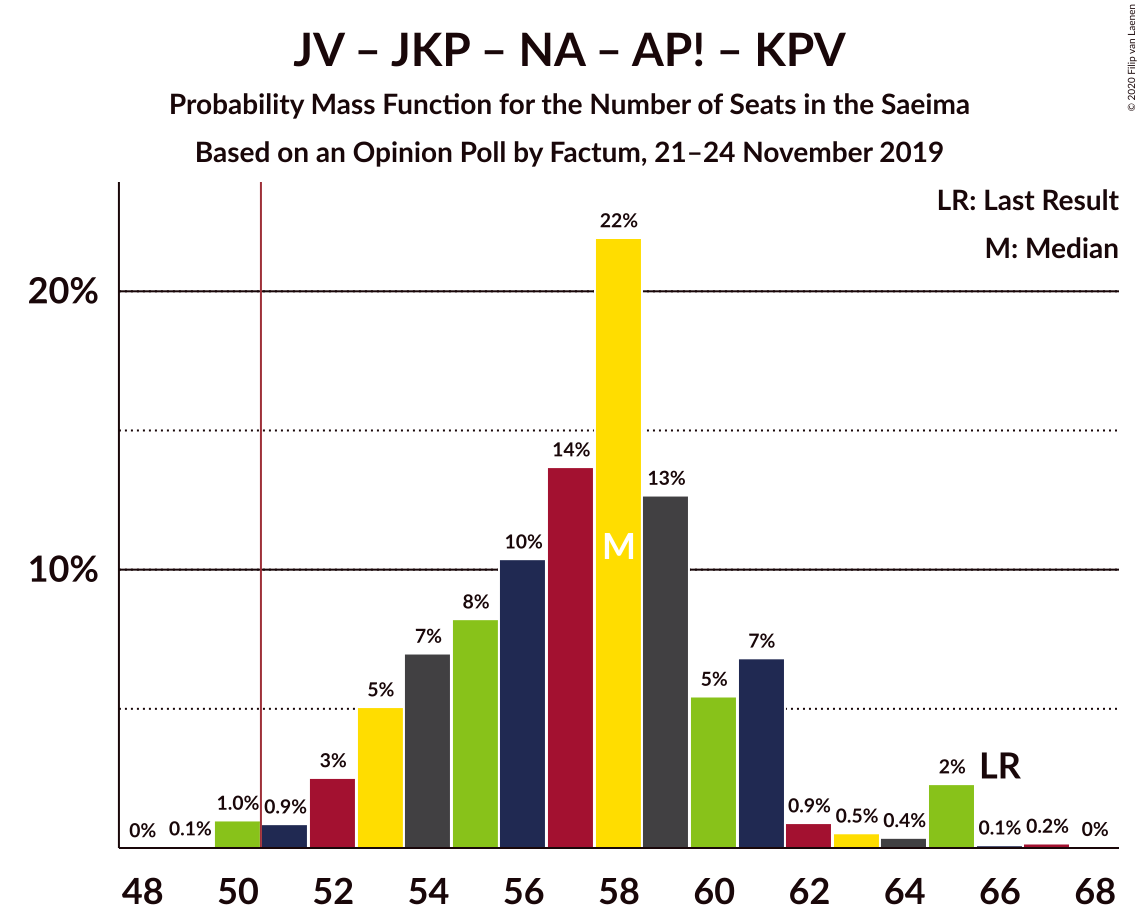 JV – JKP – NA – AP! – KPV
Probability Mass Function for the Number of Seats in the Saeima
Based on an Opinion Poll by Factum, 21–24 November 2019
© 2020 Filip van Laenen
LR: Last Result
M: Median
20%
10%
0%
0.1%
1.0%
0.9%
3%
5%
7%
8%
10%
14%
22%
13%
5%
7%
0.9%
0.5%
0.4%
2%
0.1%
0.2%
0%
M
LR
48 50 52 54 56 58 60 62 64 66 68